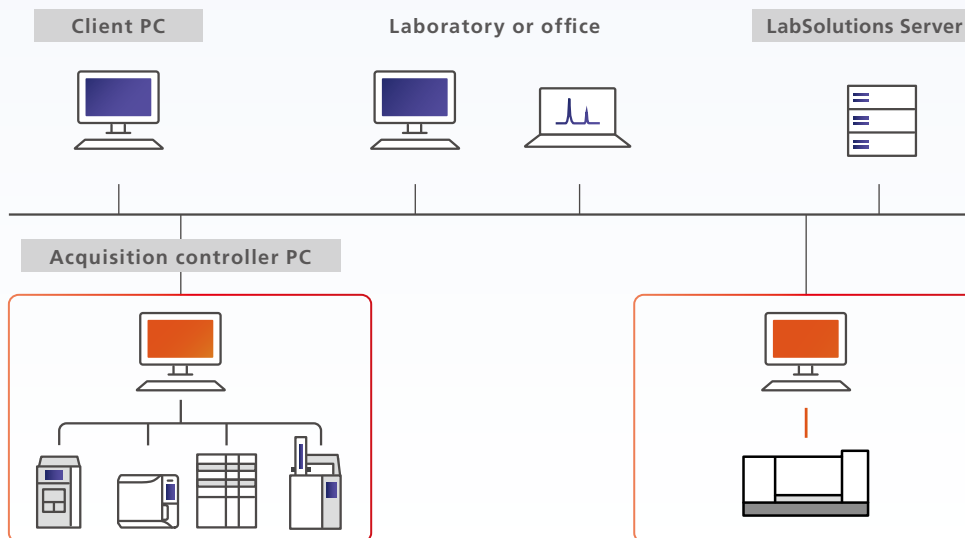 Client PC
Laboratory or office
LabSolutions Server
Acquisition controller PC